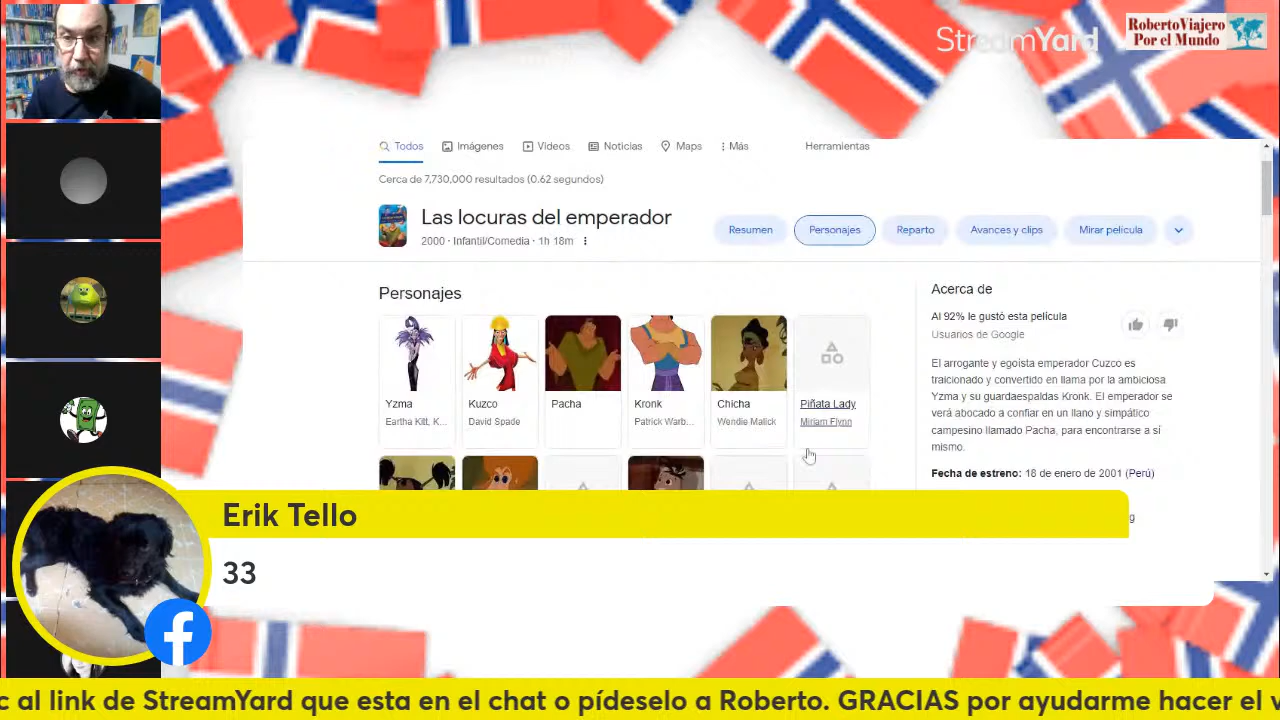 StreamYard
RobertoViajero
Por el Mundo
Todos
Imágenes
Videos
Noticias
Maps
Más
Herramientas
Cerca de 7,730,000 resultados (0.62 segundos)
Las locuras del emperador
2000 · Infantil/Comedia · 1h 18m
Resumen
Personajes
Reparto
Avances y clips
Mirar película
Personajes
Yzma
Eartha Kitt, K...
Kuzco
David Spade
Pacha
Kronk
Patrick Warb...
Chicha
Wendie Malick
Piñata Lady
Miriam Flynn
Acerca de
Al 92% le gustó esta película
Usuarios de Google
El arrogante y egoísta emperador Cuzco es
traicionado y convertido en llama por la ambiciosa
Yzma y su guardaespaldas Kronk. El emperador se
verá abocado a confiar en un llano y simpático
campesino llamado Pacha, para encontrarse a sí
mismo.
Fecha de estreno: 18 de enero de 2001 (Perú)
g
Erik Tello
33
c al link de StreamYard que esta en el chat o pídeselo a Roberto. GRACIAS por ayudarme hacer el v